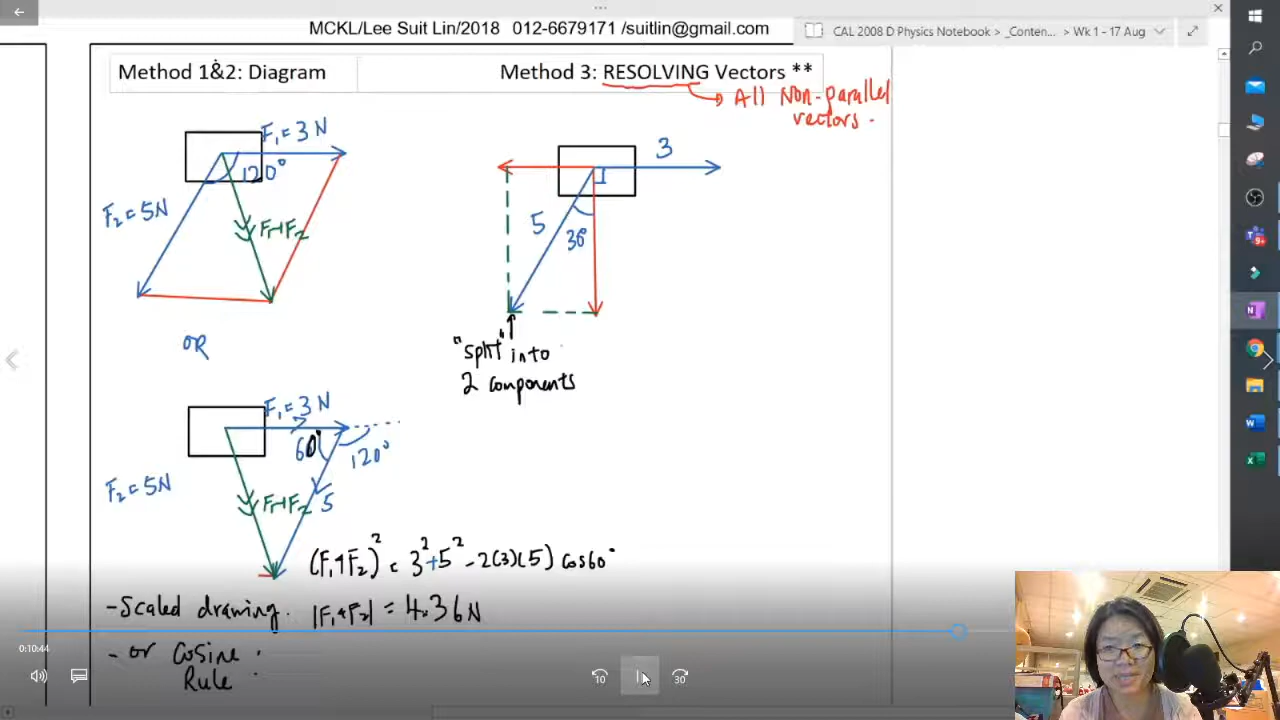 MCKL/Lee Suit Lin/2018 012-6679171 /suitlin@gmail.com
CAL 2008 D Physics Notebook > _Conten... > Wk 1 - 17 Aug
Method 1&2: Diagram
Method 3: RESOLVING Vectors **
→ All Non-parallel
vectors.
F₁ = 3 N
120°
F₂ = 5N
F₁+F₂
3
5
30°
"split" into
2 components
OR
F₁ = 3 N
60°
120°
F₂ = 5N
F₁+F₂
5
(F₁+F₂)² = 3² + 5² - 2(3)(5) cos60°
- Scaled drawing.
|F₁+F₂| = 4.36N
0:10:44
- or Cosine
Rule
10
30